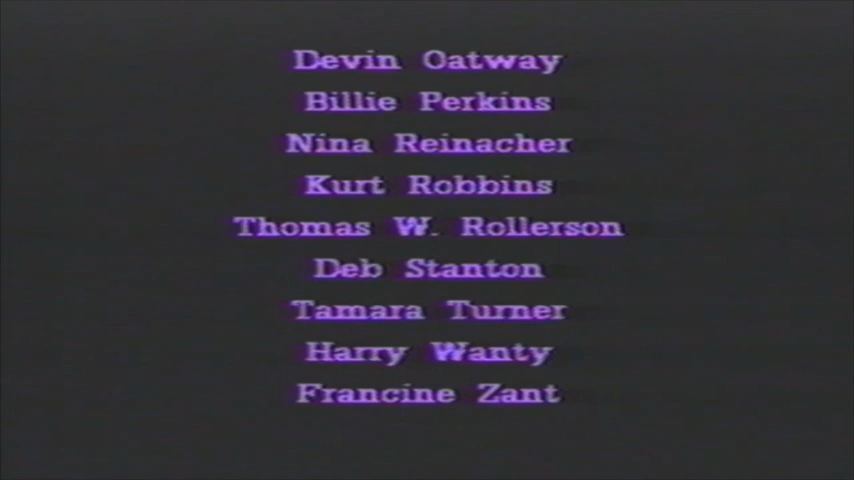 Devin Oatway
Billie Perkins
Nina Reinacher
Kurt Robbins
Thomas W. Rollerson
Deb Stanton
Tamara Turner
Harry Wanty
Francine Zant